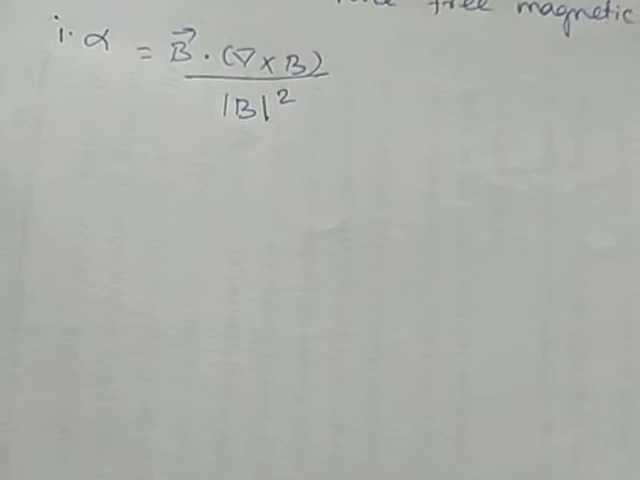 free magnetic
i. α = B⃗ · (∇ × B) / |B|²